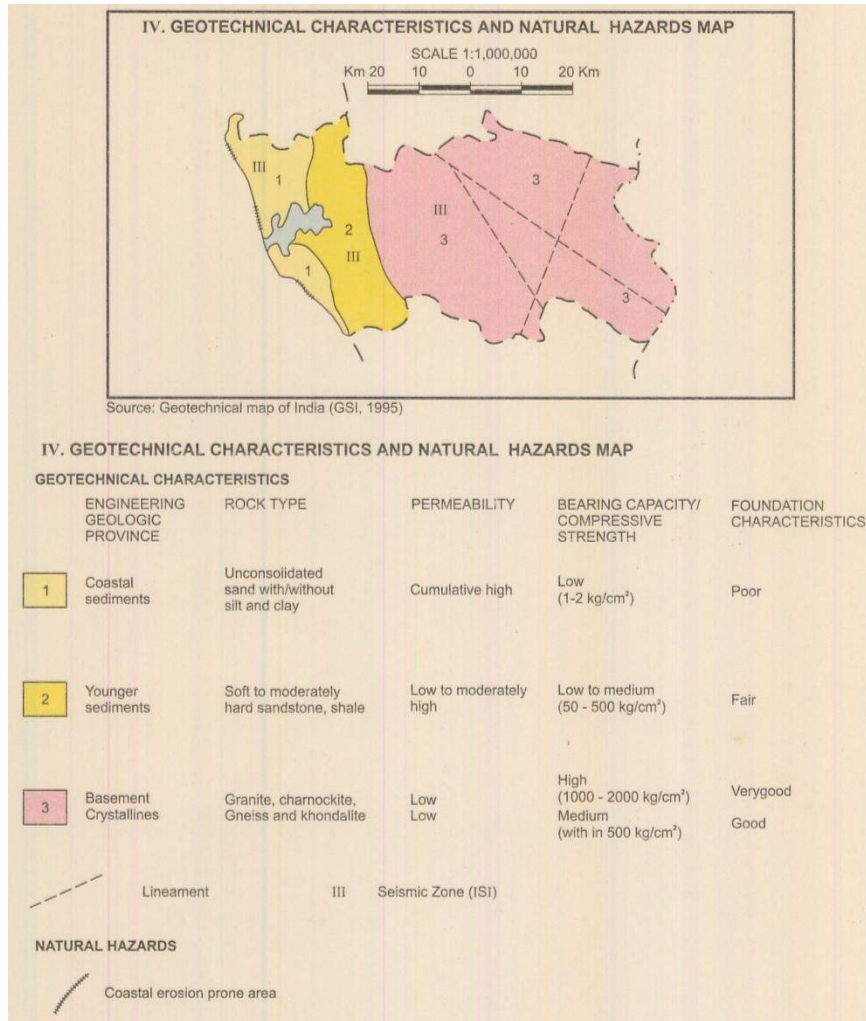 IV. GEOTECHNICAL CHARACTERISTICS AND NATURAL HAZARDS MAP
SCALE 1:1,000,000
Km 20 10 0 10 20 Km
III
1
2
III
1
III
3
3
3
Source: Geotechnical map of India (GSI, 1995)
IV. GEOTECHNICAL CHARACTERISTICS AND NATURAL HAZARDS MAP
GEOTECHNICAL CHARACTERISTICS
ENGINEERING GEOLOGIC PROVINCE
ROCK TYPE
PERMEABILITY
BEARING CAPACITY/ COMPRESSIVE STRENGTH
FOUNDATION CHARACTERISTICS
1
Coastal sediments
Unconsoiidated sand with/without silt and clay
Cumulative high
Low (1-2 kg/cm²)
Poor
2
Younger sediments
Soft to moderately hard sandstone, shale
Low to moderately high
Low to medium (50 - 500 kg/cm²)
Fair
3
Basement Crystallines
Granite, charnockite, Gneiss and khondalite
Low
Low
High (1000 - 2000 kg/cm²)
Medium (with in 500 kg/cm²)
Verygood
Good
Lineament
III Seismic Zone (ISI)
NATURAL HAZARDS
Coastal erosion prone area